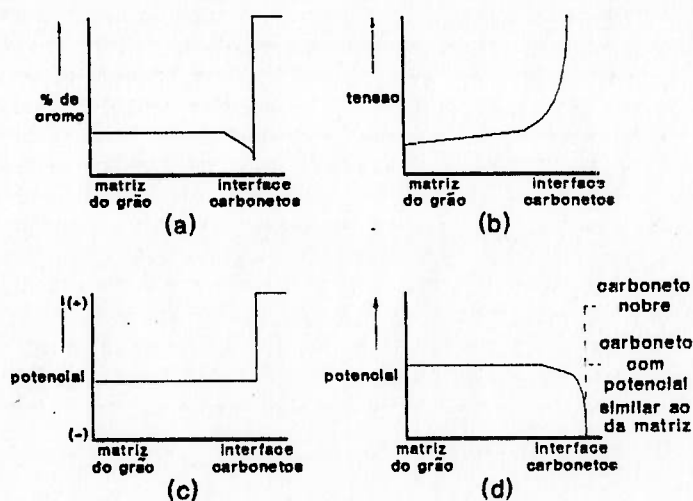 % de
cromo
matriz
do grão
interface
carbonetos
(a)
tensao
matriz
do grão
interface
carbonetos
(b)
(+)
potencial
(-)
matriz
do grão
interface
carbonetos
(c)
potencial
carboneto
nobre
carboneto
com
potencial
similar ao
da matriz
matriz
do grão
interface
carbonetos
(d)